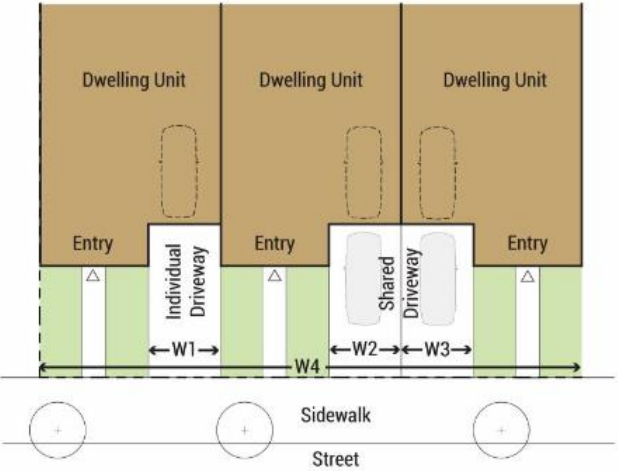 Dwelling Unit
Dwelling Unit
Dwelling Unit
Entry
Individual
Driveway
Entry
Shared
Driveway
Entry
W1
W2
W3
W4
Sidewalk
Street